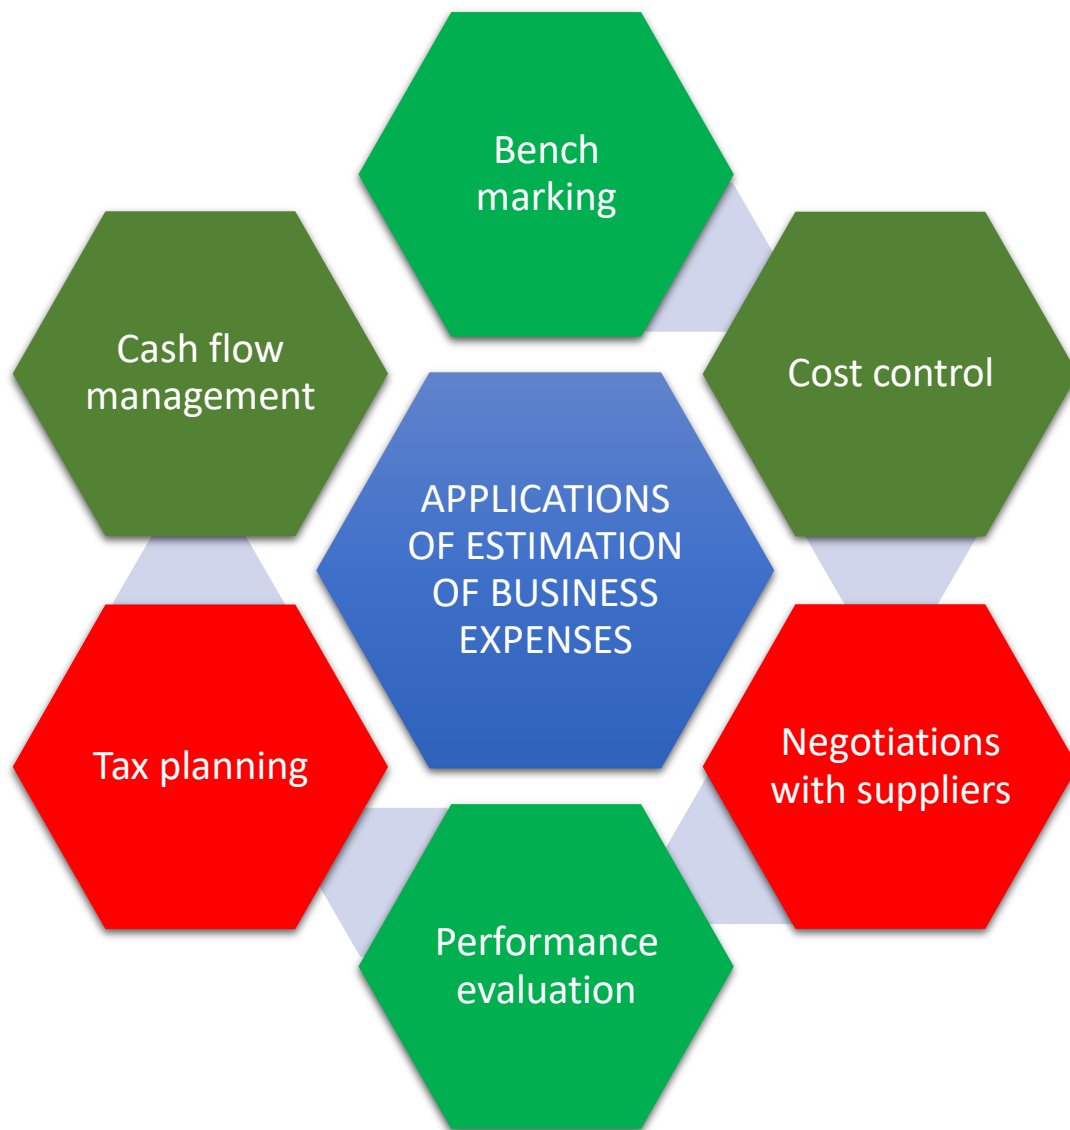 Bench
marking
Cash flow
management
Cost control
APPLICATIONS
OF ESTIMATION
OF BUSINESS
EXPENSES
Tax planning
Negotiations
with suppliers
Performance
evaluation